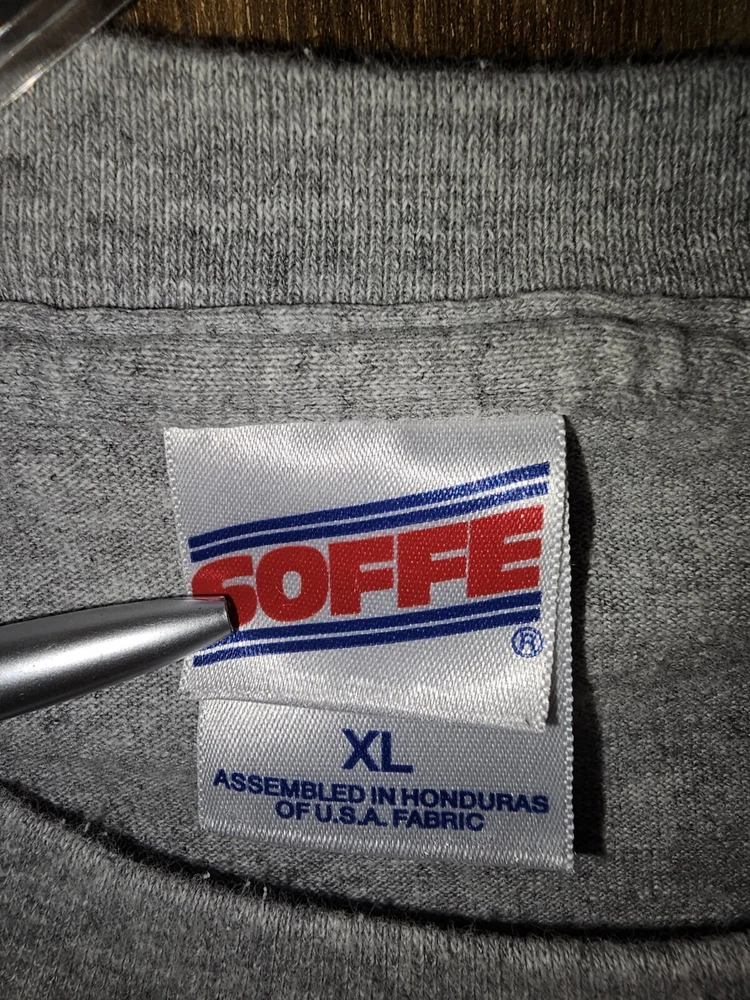 SOFFE
®
XL
ASSEMBLED IN HONDURAS
OF U.S.A. FABRIC